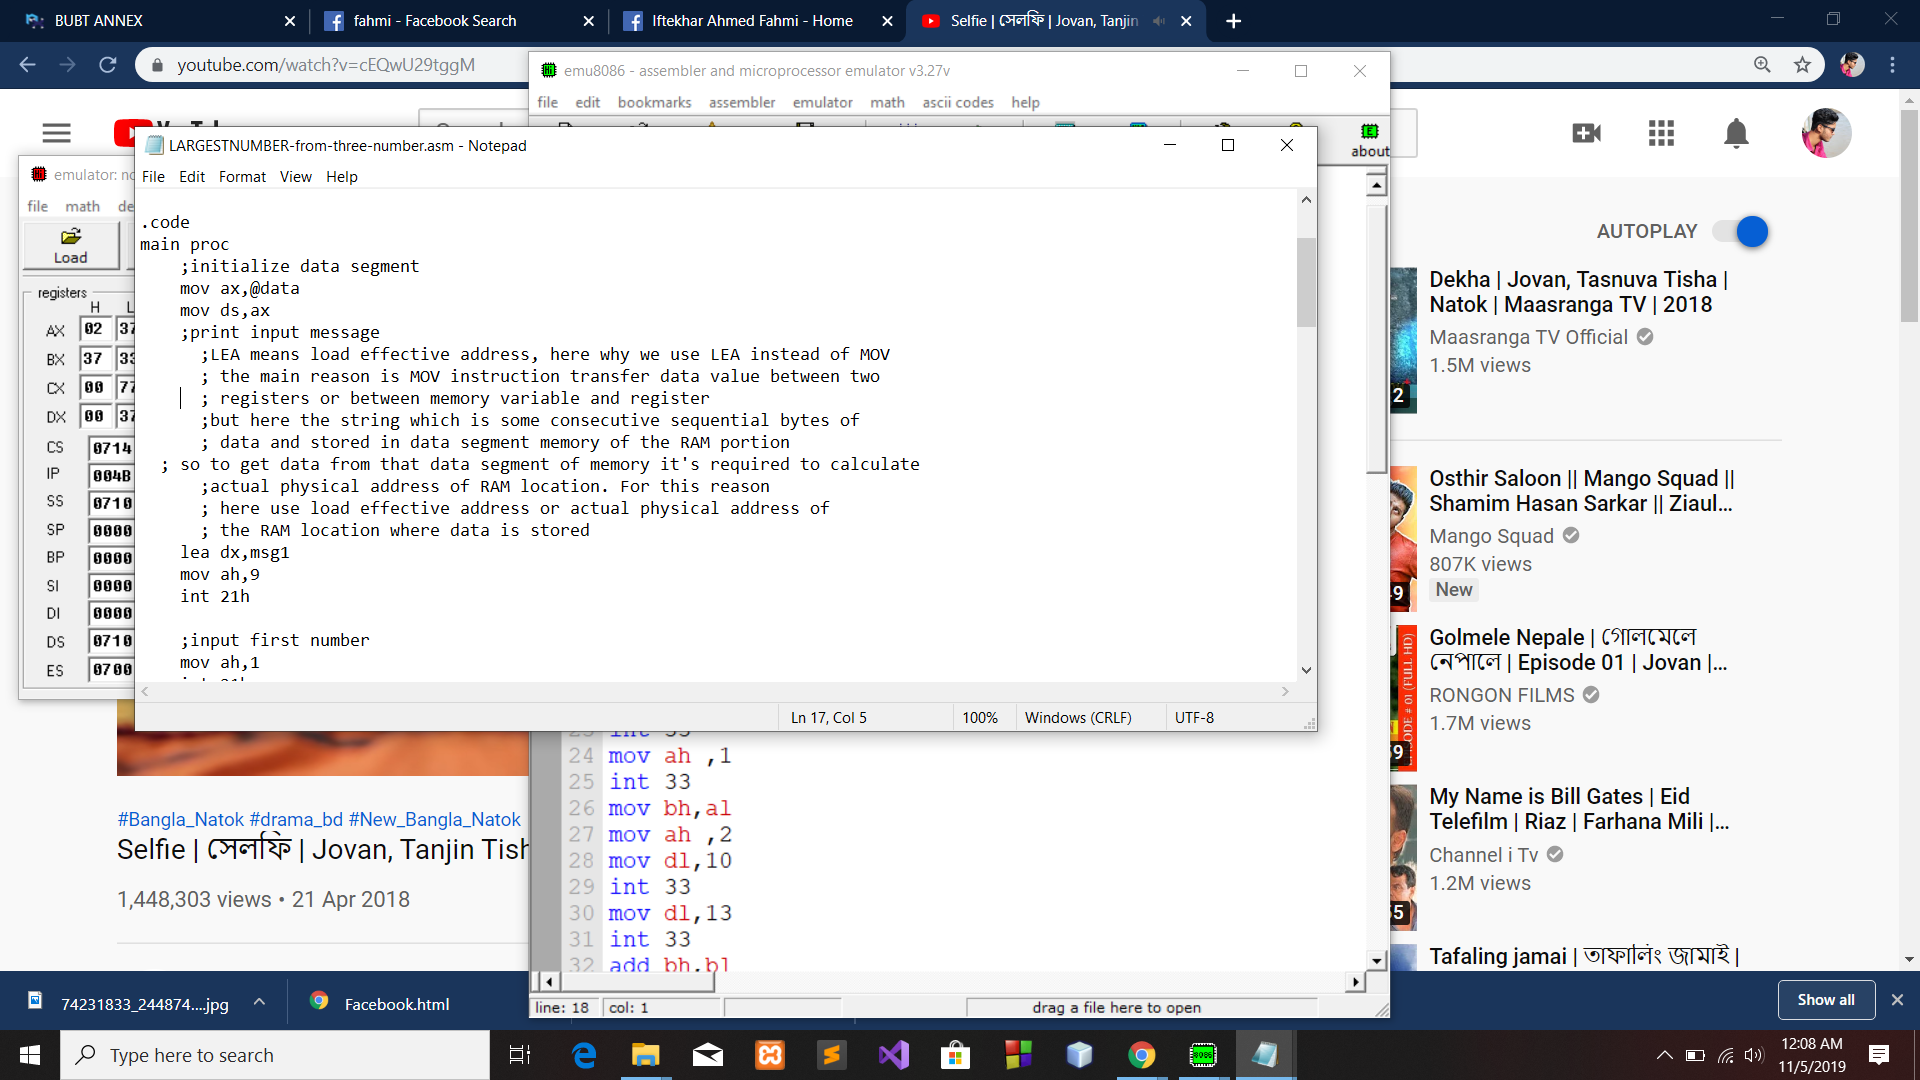 BUBT ANNEX
fahmi - Facebook Search
Iftekhar Ahmed Fahmi - Home
Selfie | সেলফি | Jovan, Tanjin
youtube.com/watch?v=cEQwU29tggM
emu8086 - assembler and microprocessor emulator v3.27v
file edit bookmarks assembler emulator math ascii codes help
about
LARGESTNUMBER-from-three-number.asm - Notepad
File Edit Format View Help
.code
main proc
;initialize data segment
mov ax,@data
mov ds,ax
;print input message
;LEA means load effective address, here why we use LEA instead of MOV
; the main reason is MOV instruction transfer data value between two
; registers or between memory variable and register
;but here the string which is some consecutive sequential bytes of
; data and stored in data segment memory of the RAM portion
; so to get data from that data segment of memory it's required to calculate
;actual physical address of RAM location. For this reason
; here use load effective address or actual physical address of
; the RAM location where data is stored
lea dx,msg1
mov ah,9
int 21h
;input first number
mov ah,1
Ln 17, Col 5
100%
Windows (CRLF)
UTF-8
emulator:
file math
Load
registers
H
AX 02 37
BX 37 33
CX 00 77
DX 00 37
CS 0714
IP 004B
SS 0710
SP 0000
BP 0000
SI 0000
DI 0000
DS 0710
ES 0700
23 int 33
24 mov ah ,1
25 int 33
26 mov bh,al
27 mov ah ,2
28 mov dl,10
29 int 33
30 mov dl,13
31 int 33
32 add bh,bl
line: 18
col: 1
drag a file here to open
#Bangla_Natok #drama_bd #New_Bangla_Natok
Selfie | সেলফি | Jovan, Tanjin
1,448,303 views • 21 Apr 2018
AUTOPLAY
Dekha | Jovan, Tasnuva Tisha |
Natok | Maasranga TV | 2018
Maasranga TV Official
1.5M views
Osthir Saloon || Mango Squad ||
Shamim Hasan Sarkar || Ziaul...
Mango Squad
807K views
New
Golmele Nepale | গোলমেলে
নেপালে | Episode 01 | Jovan |...
RONGON FILMS
1.7M views
My Name is Bill Gates | Eid
Telefilm | Riaz | Farhana Mili |...
Channel i Tv
1.2M views
Tafaling jamai | তাফালিং জামাই |
74231833_244874....jpg
Facebook.html
Show all
Type here to search
12:08 AM
11/5/2019